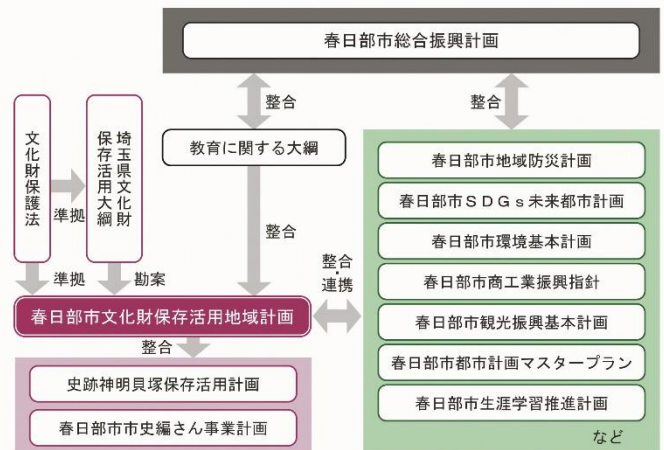 春日部市総合振興計画
整合
整合
文化財保護法
準拠
埼玉県文化財
保存活用大綱
教育に関する大綱
整合
準拠
勘案
整合・連携
春日部市文化財保存活用地域計画
整合
史跡神明貝塚保存活用計画
春日部市市史編さん事業計画
春日部市地域防災計画
春日部市SDGs未来都市計画
春日部市環境基本計画
春日部市商工業振興指針
春日部市観光振興基本計画
春日部市都市計画マスタープラン
春日部市生涯学習推進計画
など